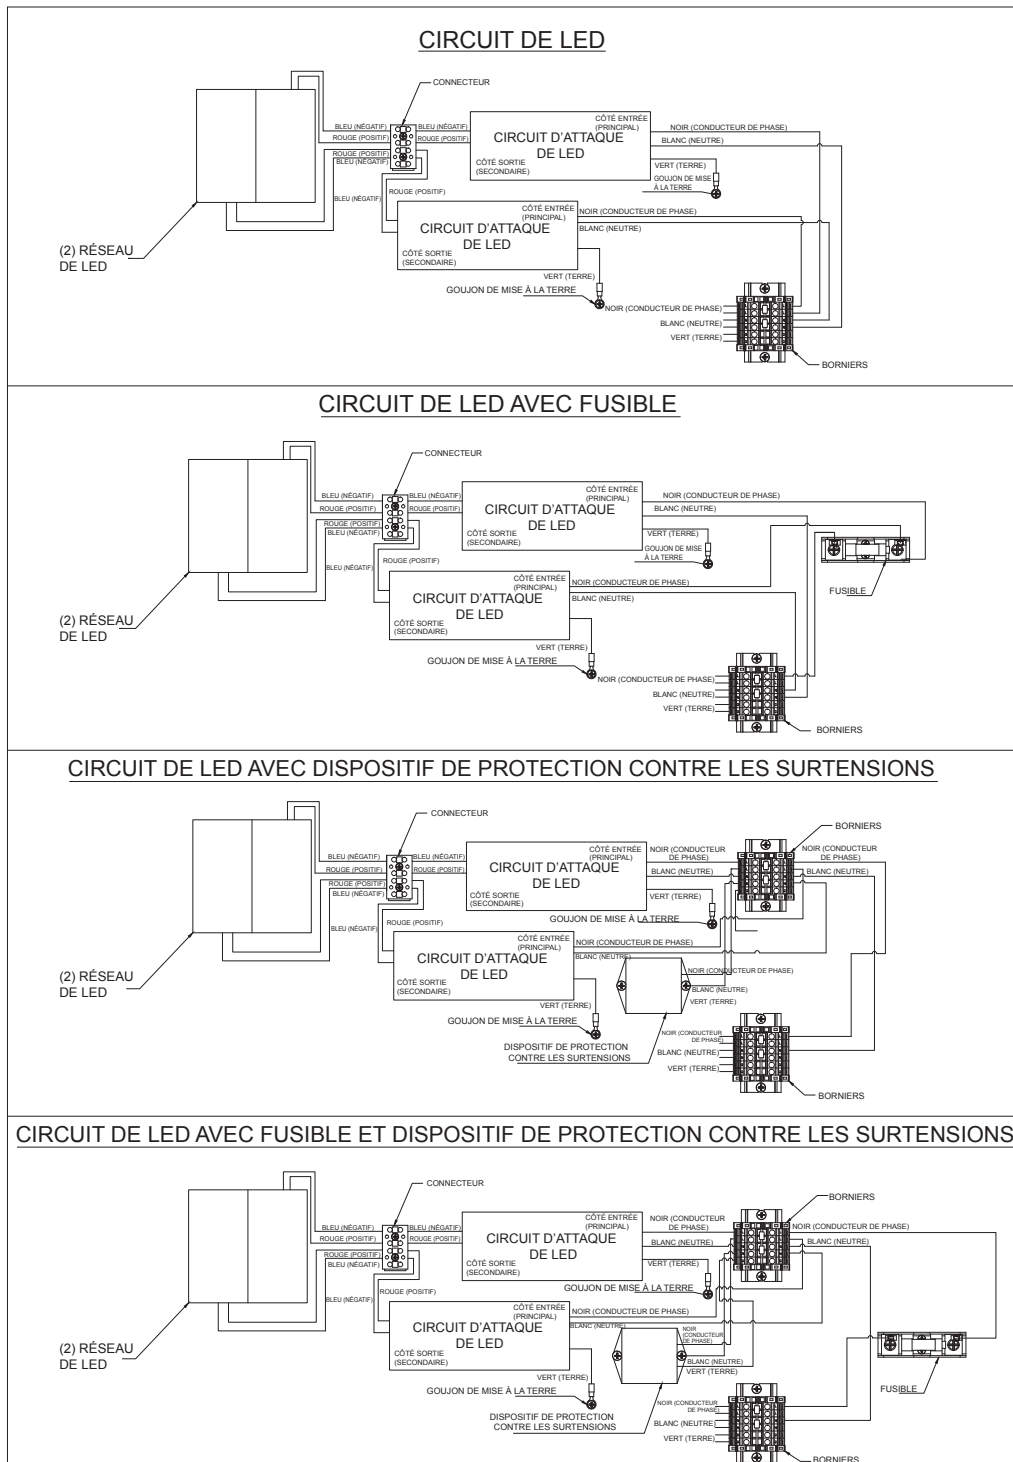 CIRCUIT DE LED
CONNECTEUR
BLEU (NÉGATIF)
BLEU (NÉGATIF)
ROUGE (POSITIF)
ROUGE (POSITIF)
ROUGE (POSITIF)
BLEU (NÉGATIF)
CÔTÉ ENTRÉE
(PRINCIPAL)
CIRCUIT D'ATTAQUE
DE LED
CÔTÉ SORTIE
(SECONDAIRE)
NOIR (CONDUCTEUR DE PHASE)
BLANC (NEUTRE)
VERT (TERRE)
GOUJON DE MISE
À LA TERRE
ROUGE (POSITIF)
BLEU (NÉGATIF)
CÔTÉ ENTRÉE
(PRINCIPAL)
CIRCUIT D'ATTAQUE
DE LED
CÔTÉ SORTIE
(SECONDAIRE)
NOIR (CONDUCTEUR DE PHASE)
BLANC (NEUTRE)
(2) RÉSEAU
DE LED
VERT (TERRE)
GOUJON DE MISE À LA TERRE
NOIR (CONDUCTEUR DE PHASE)
BLANC (NEUTRE)
VERT (TERRE)
BORNIERS
CIRCUIT DE LED AVEC FUSIBLE
CONNECTEUR
BLEU (NÉGATIF)
BLEU (NÉGATIF)
ROUGE (POSITIF)
ROUGE (POSITIF)
ROUGE (POSITIF)
BLEU (NÉGATIF)
CÔTÉ ENTRÉE
(PRINCIPAL)
CIRCUIT D'ATTAQUE
DE LED
CÔTÉ SORTIE
(SECONDAIRE)
NOIR (CONDUCTEUR DE PHASE)
BLANC (NEUTRE)
VERT (TERRE)
GOUJON DE MISE
À LA TERRE
ROUGE (POSITIF)
BLEU (NÉGATIF)
FUSIBLE
CÔTÉ ENTRÉE
(PRINCIPAL)
CIRCUIT D'ATTAQUE
DE LED
CÔTÉ SORTIE
(SECONDAIRE)
NOIR (CONDUCTEUR DE PHASE)
BLANC (NEUTRE)
(2) RÉSEAU
DE LED
VERT (TERRE)
GOUJON DE MISE À LA TERRE
NOIR (CONDUCTEUR DE PHASE)
BLANC (NEUTRE)
VERT (TERRE)
BORNIERS
CIRCUIT DE LED AVEC DISPOSITIF DE PROTECTION CONTRE LES SURTENSIONS
CONNECTEUR
BORNIERS
BLEU (NÉGATIF)
BLEU (NÉGATIF)
ROUGE (POSITIF)
ROUGE (POSITIF)
ROUGE (POSITIF)
BLEU (NÉGATIF)
CÔTÉ ENTRÉE
(PRINCIPAL)
CIRCUIT D'ATTAQUE
DE LED
CÔTÉ SORTIE
(SECONDAIRE)
NOIR (CONDUCTEUR
DE PHASE)
BLANC (NEUTRE)
VERT (TERRE)
NOIR (CONDUCTEUR
DE PHASE)
BLANC (NEUTRE)
GOUJON DE MISE À LA TERRE
ROUGE (POSITIF)
BLEU (NÉGATIF)
CÔTÉ ENTRÉE
(PRINCIPAL)
CIRCUIT D'ATTAQUE
DE LED
CÔTÉ SORTIE
(SECONDAIRE)
NOIR (CONDUCTEUR DE PHASE)
BLANC (NEUTRE)
NOIR (CONDUCTEUR DE PHASE)
BLANC (NEUTRE)
VERT (TERRE)
(2) RÉSEAU
DE LED
VERT (TERRE)
GOUJON DE MISE À LA TERRE
DISPOSITIF DE PROTECTION
CONTRE LES SURTENSIONS
NOIR (CONDUCTEUR
DE PHASE)
BLANC (NEUTRE)
VERT (TERRE)
BORNIERS
CIRCUIT DE LED AVEC FUSIBLE ET DISPOSITIF DE PROTECTION CONTRE LES SURTENSIONS
CONNECTEUR
BORNIERS
BLEU (NÉGATIF)
BLEU (NÉGATIF)
ROUGE (POSITIF)
ROUGE (POSITIF)
ROUGE (POSITIF)
BLEU (NÉGATIF)
CÔTÉ ENTRÉE
(PRINCIPAL)
CIRCUIT D'ATTAQUE
DE LED
CÔTÉ SORTIE
(SECONDAIRE)
NOIR (CONDUCTEUR
DE PHASE)
BLANC (NEUTRE)
VERT (TERRE)
NOIR (CONDUCTEUR DE PHASE)
BLANC (NEUTRE)
GOUJON DE MISE À LA TERRE
ROUGE (POSITIF)
BLEU (NÉGATIF)
CÔTÉ ENTRÉE
(PRINCIPAL)
CIRCUIT D'ATTAQUE
DE LED
CÔTÉ SORTIE
(SECONDAIRE)
NOIR (CONDUCTEUR DE PHASE)
BLANC (NEUTRE)
NOIR
(CONDUCTEUR
DE PHASE)
BLANC (NEUTRE)
VERT (TERRE)
(2) RÉSEAU
DE LED
VERT (TERRE)
GOUJON DE MISE À LA TERRE
FUSIBLE
DISPOSITIF DE PROTECTION
CONTRE LES SURTENSIONS
NOIR (CONDUCTEUR
DE PHASE)
BLANC (NEUTRE)
VERT (TERRE)
BORNIERS